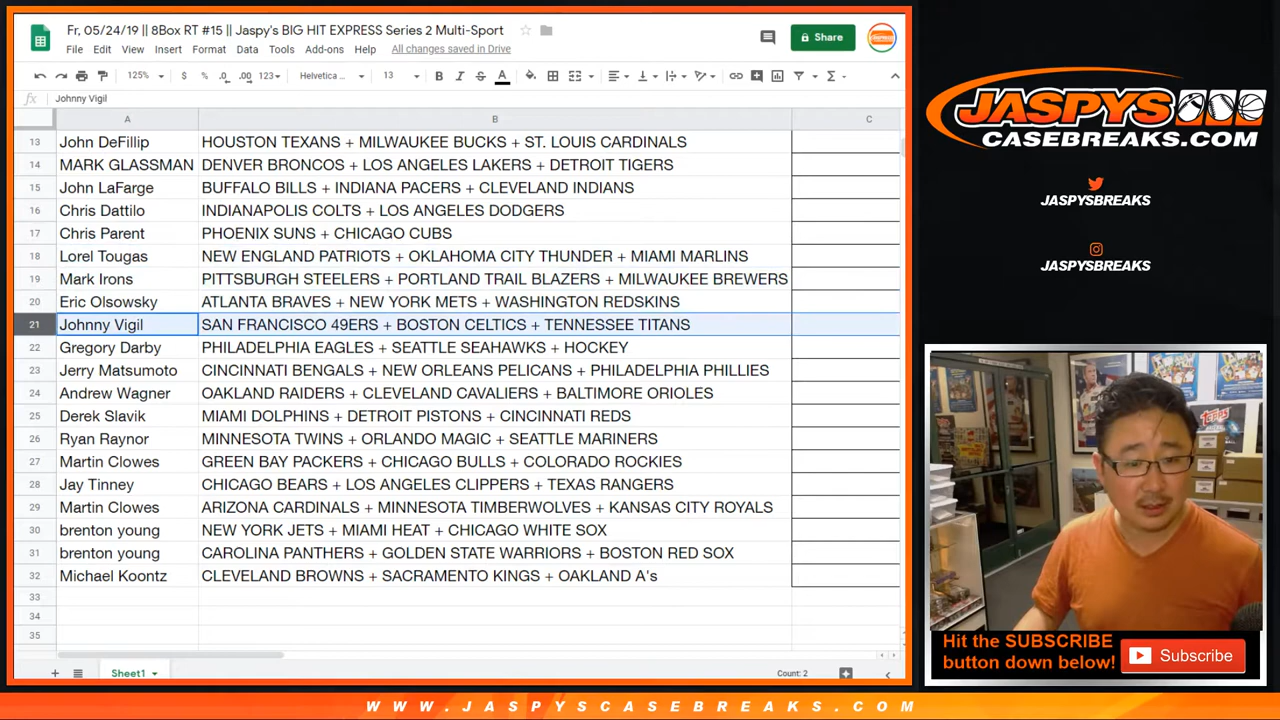 Fr, 05/24/19 || 8Box RT #15 || Jaspy's BIG HIT EXPRESS Series 2 Multi-Sport
File Edit View Insert Format Data Tools Add-ons Help All changes saved in Drive
Share
125% $ % .0 .00 123 Helvetica ... 13 B I S A
fx Johnny Vigil
A B C
13 John DeFillip HOUSTON TEXANS + MILWAUKEE BUCKS + ST. LOUIS CARDINALS
14 MARK GLASSMAN DENVER BRONCOS + LOS ANGELES LAKERS + DETROIT TIGERS
15 John LaFarge BUFFALO BILLS + INDIANA PACERS + CLEVELAND INDIANS
16 Chris Dattilo INDIANAPOLIS COLTS + LOS ANGELES DODGERS
17 Chris Parent PHOENIX SUNS + CHICAGO CUBS
18 Lorel Tougas NEW ENGLAND PATRIOTS + OKLAHOMA CITY THUNDER + MIAMI MARLINS
19 Mark Irons PITTSBURGH STEELERS + PORTLAND TRAIL BLAZERS + MILWAUKEE BREWERS
20 Eric Olsowsky ATLANTA BRAVES + NEW YORK METS + WASHINGTON REDSKINS
21 Johnny Vigil SAN FRANCISCO 49ERS + BOSTON CELTICS + TENNESSEE TITANS
22 Gregory Darby PHILADELPHIA EAGLES + SEATTLE SEAHAWKS + HOCKEY
23 Jerry Matsumoto CINCINNATI BENGALS + NEW ORLEANS PELICANS + PHILADELPHIA PHILLIES
24 Andrew Wagner OAKLAND RAIDERS + CLEVELAND CAVALIERS + BALTIMORE ORIOLES
25 Derek Slavik MIAMI DOLPHINS + DETROIT PISTONS + CINCINNATI REDS
26 Ryan Raynor MINNESOTA TWINS + ORLANDO MAGIC + SEATTLE MARINERS
27 Martin Clowes GREEN BAY PACKERS + CHICAGO BULLS + COLORADO ROCKIES
28 Jay Tinney CHICAGO BEARS + LOS ANGELES CLIPPERS + TEXAS RANGERS
29 Martin Clowes ARIZONA CARDINALS + MINNESOTA TIMBERWOLVES + KANSAS CITY ROYALS
30 brenton young NEW YORK JETS + MIAMI HEAT + CHICAGO WHITE SOX
31 brenton young CAROLINA PANTHERS + GOLDEN STATE WARRIORS + BOSTON RED SOX
32 Michael Koontz CLEVELAND BROWNS + SACRAMENTO KINGS + OAKLAND A's
33
34
35
Sheet1 Count: 2
JASPYS
CASEBREAKS.COM
JASPYSBREAKS
JASPYSBREAKS
Topps
Hit the SUBSCRIBE
button down below!
Subscribe
WWW.JASPYSCASEBREAKS.COM